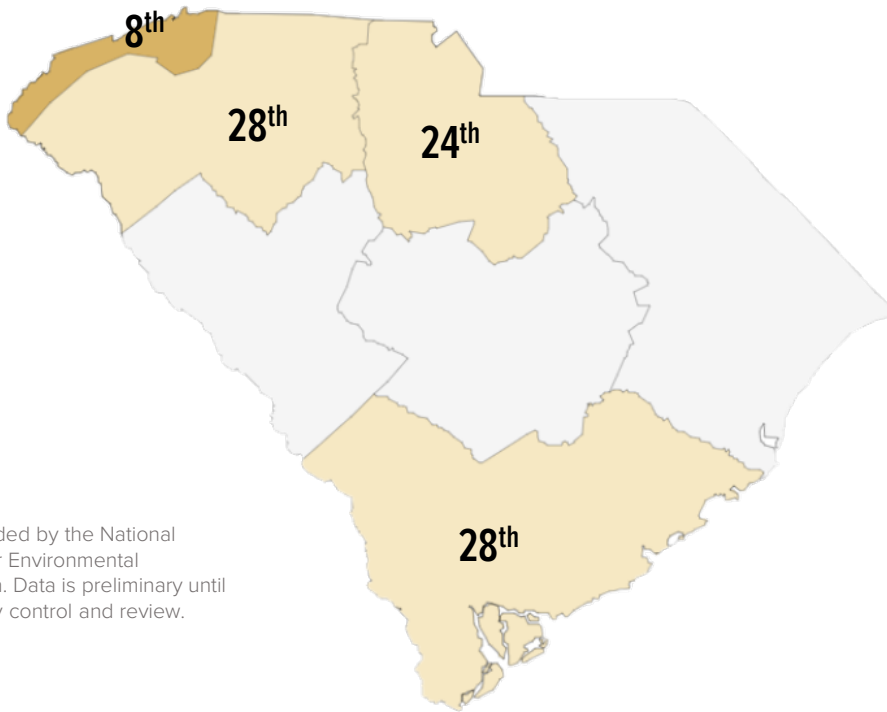 8th
28th
24th
28th
ded by the National
r Environmental
. Data is preliminary until
control and review.